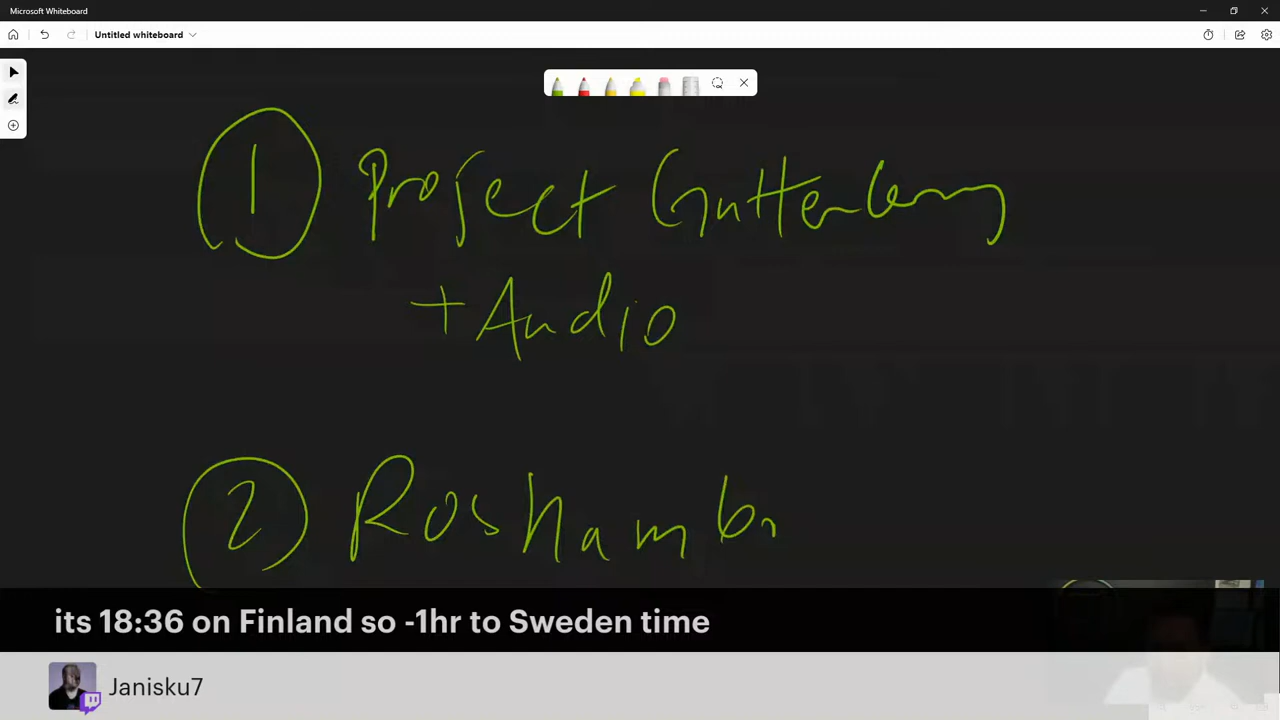 Microsoft Whiteboard
Untitled whiteboard
1 Project Guttenberg
+ Audio
2 Roshamb
its 18:36 on Finland so -1hr to Sweden time
Janisku7